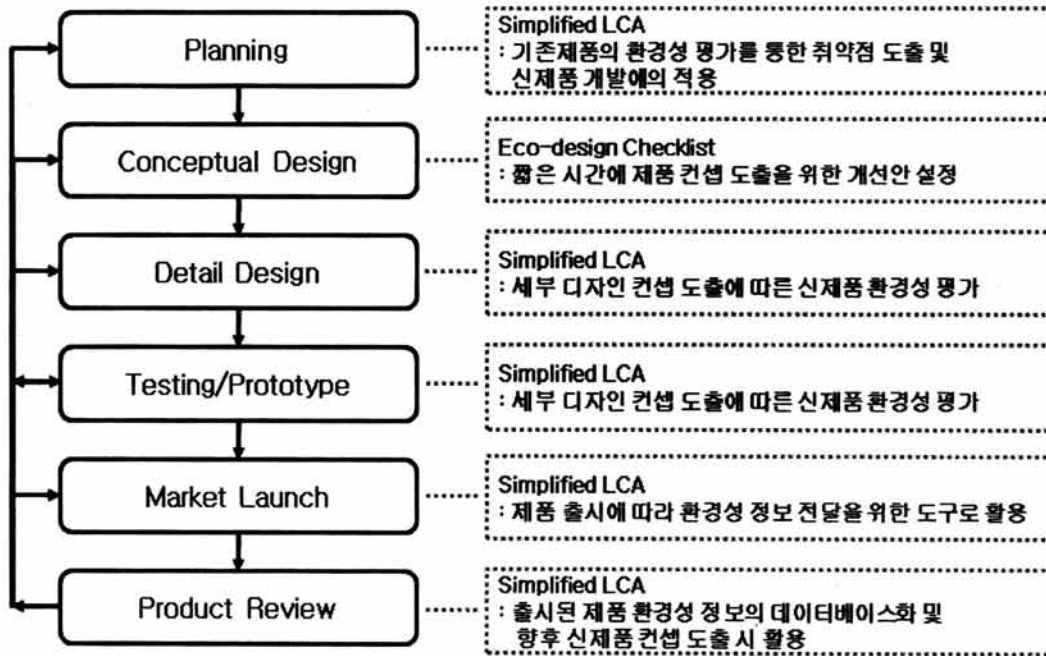 Planning
Simplified LCA
: 기존제품의 환경성 평가를 통한 취약점 도출 및
신제품 개발에의 적용
Conceptual Design
Eco-design Checklist
: 짧은 시간에 제품 컨셉 도출을 위한 개선안 설정
Detail Design
Simplified LCA
: 세부 디자인 컨셉 도출에 따른 신제품 환경성 평가
Testing/Prototype
Simplified LCA
: 세부 디자인 컨셉 도출에 따른 신제품 환경성 평가
Market Launch
Simplified LCA
: 제품 출시에 따라 환경성 정보 전달을 위한 도구로 활용
Product Review
Simplified LCA
: 출시된 제품 환경성 정보의 데이터베이스화 및
향후 신제품 컨셉 도출 시 활용